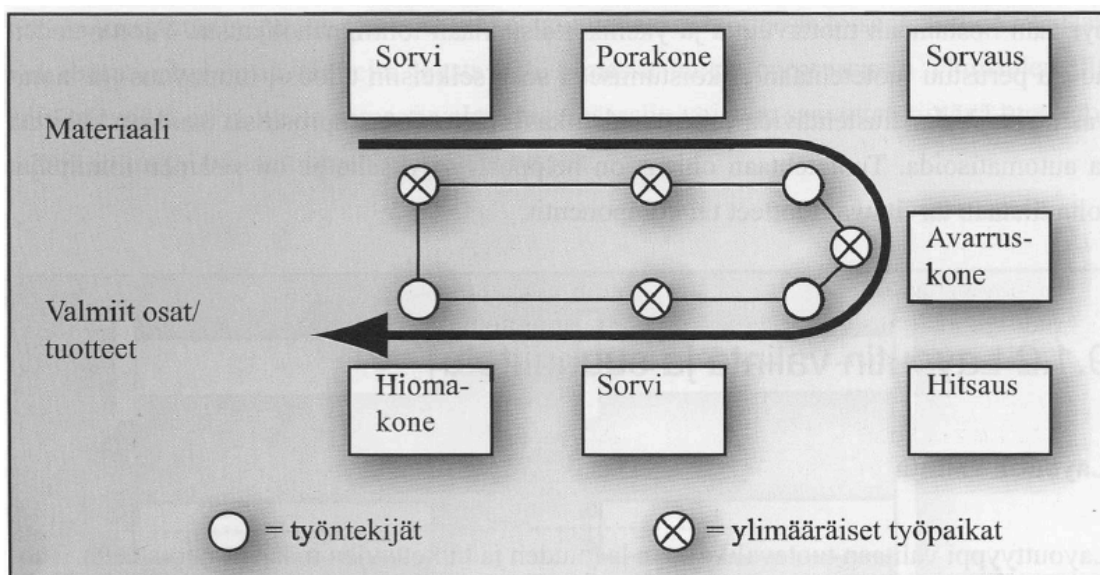 Sorvi
Porakone
Sorvaus
Materiaali
Avarrus-
kone
Valmiit osat/
tuotteet
Hioma-
kone
Sorvi
Hitsaus
= työntekijät
= ylimääräiset työpaikat